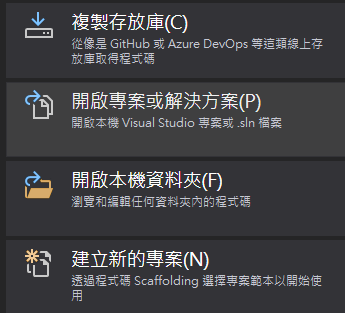 複製存放庫(C)
從像是 GitHub 或 Azure DevOps 等這類線上存
放庫取得程式碼
開啟專案或解決方案(P)
開啟本機 Visual Studio 專案或 .sln 檔案
開啟本機資料夾(F)
瀏覽和編輯任何資料夾內的程式碼
建立新的專案(N)
透過程式碼 Scaffolding 選擇專案範本以開始使
用